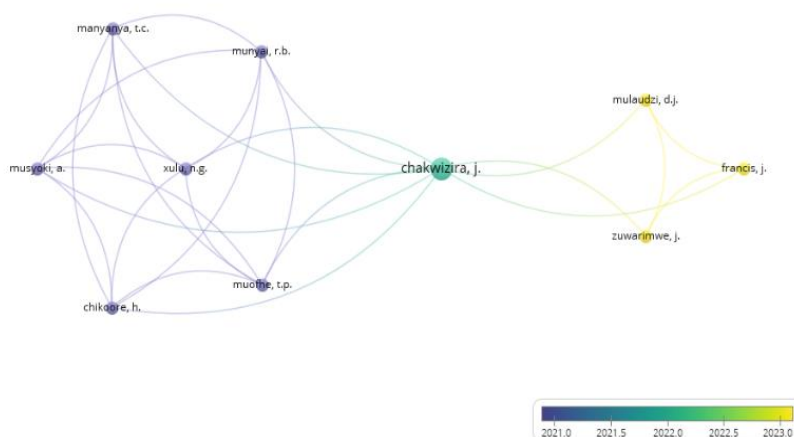 manyanya, t.c.
munyai, r.b.
mulaudzi, d.j.
musyoki, a.
xulu, n.g.
chakwizira, j.
francis, j.
zuwarimwe, j.
muofhe, t.p.
chikoore, h.
2021.0 2021.5 2022.0 2022.5 2023.0